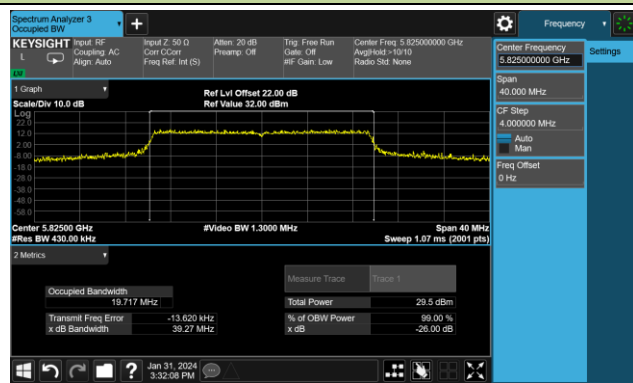 Spectrum Analyzer 3
Occupied BW
Frequency
KEYSIGHT
L
Input: RF
Coupling: AC
Align: Auto
Input Z: 50 Ω
Corr CCorr
Freq Ref: Int (S)
Atten: 20 dB
Preamp: Off
Trig: Free Run
Gate: Off
#IF Gain: Low
Center Freq: 5.825000000 GHz
Avg|Hold:>10/10
Radio Std: None
Center Frequency
5.825000000 GHz
Settings
Span
40.000 MHz
CF Step
4.000000 MHz
Auto
Man
Freq Offset
0 Hz
1 Graph
Scale/Div 10.0 dB
Ref Lvl Offset 22.00 dB
Ref Value 32.00 dBm
Log
22.0
12.0
2.00
-8.00
-18.0
-28.0
-38.0
-48.0
-58.0
Center 5.82500 GHz
#Res BW 430.00 kHz
#Video BW 1.3000 MHz
Span 40 MHz
Sweep 1.07 ms (2001 pts)
2 Metrics
Measure Trace
Trace 1
Occupied Bandwidth
19.717 MHz
Total Power
29.5 dBm
Transmit Freq Error
-13.620 kHz
% of OBW Power
99.00 %
x dB Bandwidth
39.27 MHz
x dB
-26.00 dB
Jan 31, 2024
3:32:08 PM